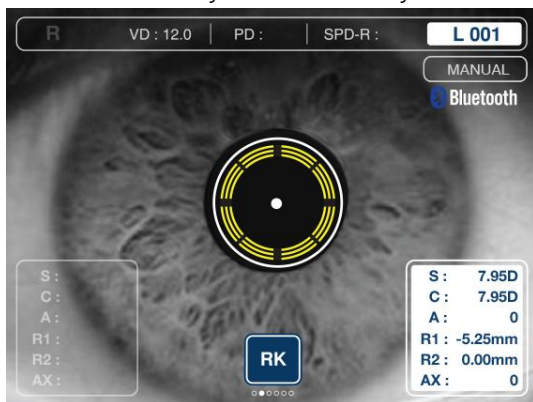 R VD : 12.0 PD : SPD-R : L 001
MANUAL
Bluetooth
S :
C :
A :
R1 :
R2 :
AX :
S : 7.95D
C : 7.95D
A : 0
R1 : -5.25mm
R2 : 0.00mm
AX : 0
RK